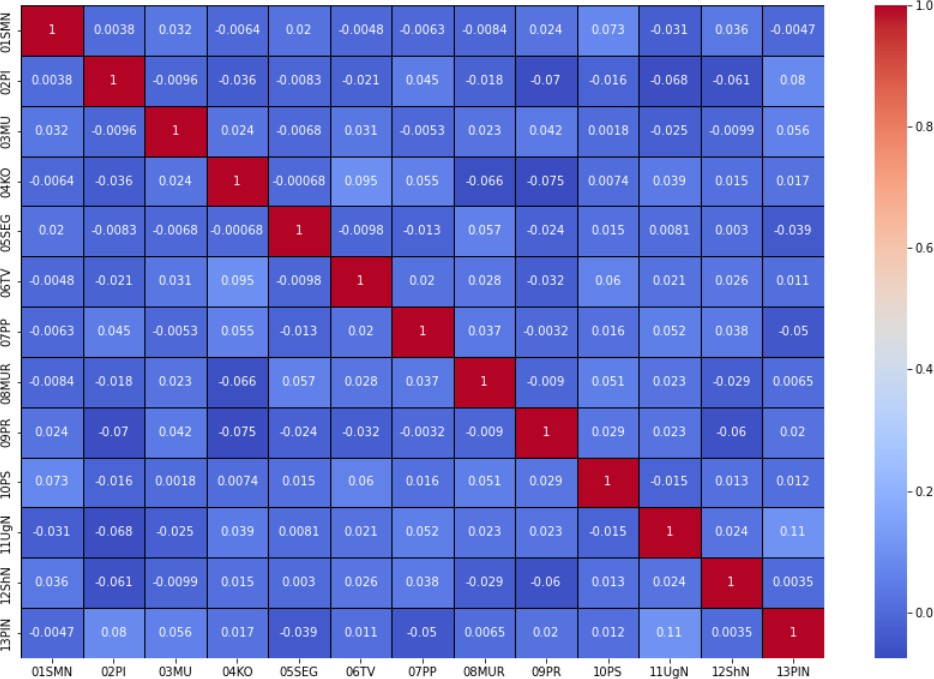 01SMN 1 0.0038 0.032 -0.0064 0.02 -0.0048 -0.0063 -0.0084 0.024 0.073 -0.031 0.036 -0.0047
02PI 0.0038 1 -0.0096 -0.036 -0.0083 -0.021 0.045 -0.018 -0.07 -0.016 -0.068 -0.061 0.08
03MU 0.032 -0.0096 1 0.024 -0.0068 0.031 -0.0053 0.023 0.042 0.0018 -0.025 -0.0099 0.056
04KO -0.0064 -0.036 0.024 1 -0.00068 0.095 0.055 -0.066 -0.075 0.0074 0.039 0.015 0.017
05SEG 0.02 -0.0083 -0.0068 -0.00068 1 -0.0098 -0.013 0.057 -0.024 0.015 0.0081 0.003 -0.039
06TV -0.0048 -0.021 0.031 0.095 -0.0098 1 0.02 0.028 -0.032 0.06 0.021 0.026 0.011
07PP -0.0063 0.045 -0.0053 0.055 -0.013 0.02 1 0.037 -0.0032 0.016 0.052 0.038 -0.05
08MUR -0.0084 -0.018 0.023 -0.066 0.057 0.028 0.037 1 -0.009 0.051 0.023 -0.029 0.0065
09PR 0.024 -0.07 0.042 -0.075 -0.024 -0.032 -0.0032 -0.009 1 0.029 0.023 -0.06 0.02
10PS 0.073 -0.016 0.0018 0.0074 0.015 0.06 0.016 0.051 0.029 1 -0.015 0.013 0.012
11UgN -0.031 -0.068 -0.025 0.039 0.0081 0.021 0.052 0.023 0.023 -0.015 1 0.024 0.11
12ShN 0.036 -0.061 -0.0099 0.015 0.003 0.026 0.038 -0.029 -0.06 0.013 0.024 1 0.0035
13PIN -0.0047 0.08 0.056 0.017 -0.039 0.011 -0.05 0.0065 0.02 0.012 0.11 0.0035 1
01SMN 02PI 03MU 04KO 05SEG 06TV 07PP 08MUR 09PR 10PS 11UgN 12ShN 13PIN
1.0
0.8
0.6
0.4
0.2
0.0